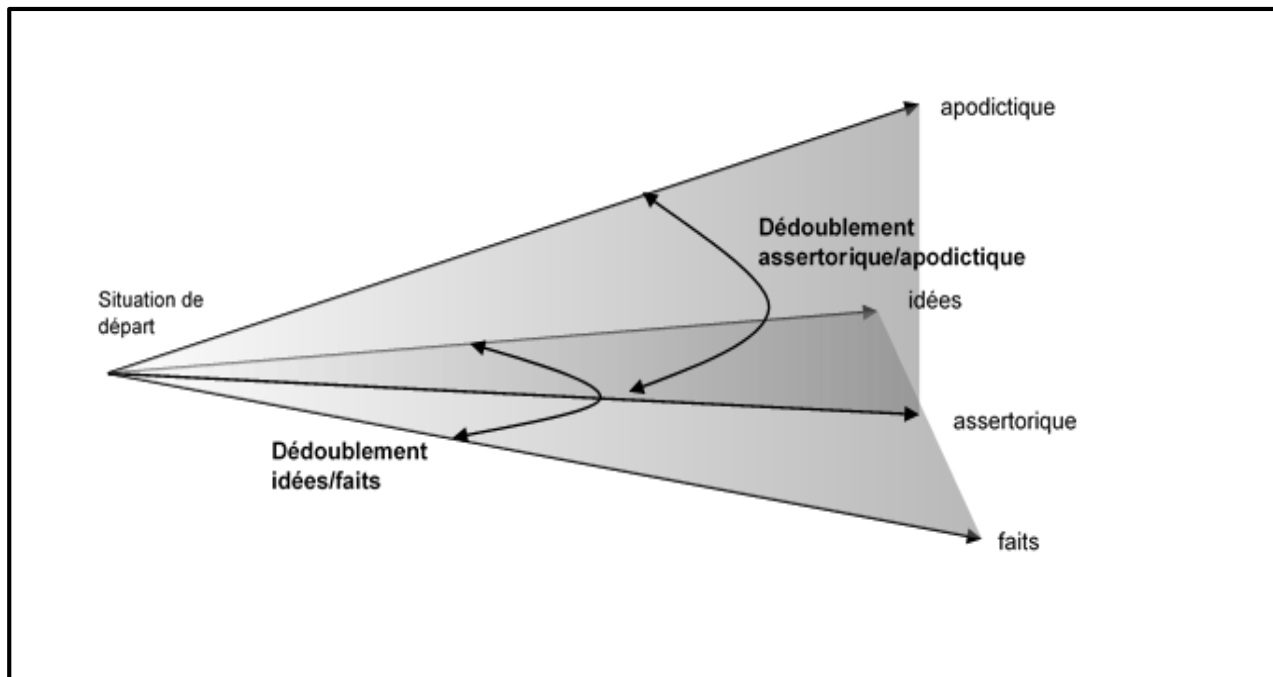 apodictique
Dédoublement
assertorique/apodictique
idées
Situation de
départ
assertorique
Dédoublement
idées/faits
faits